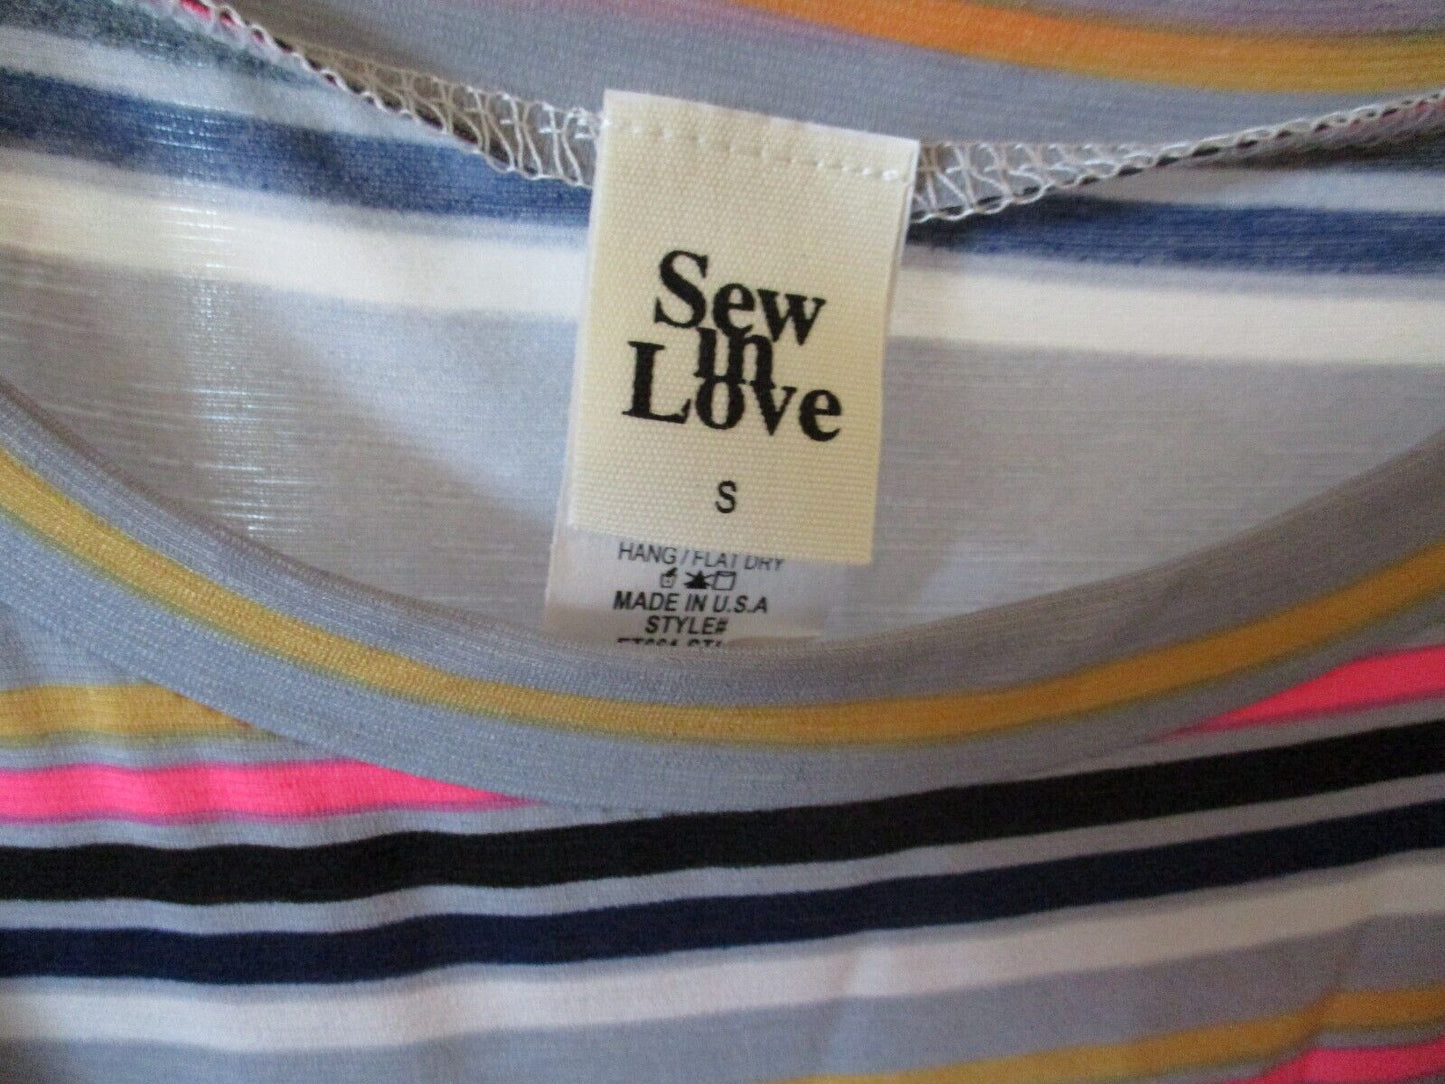 Sew
in
Love
S
HANG / FLAT DRY
MADE IN U.S.A
STYLE#